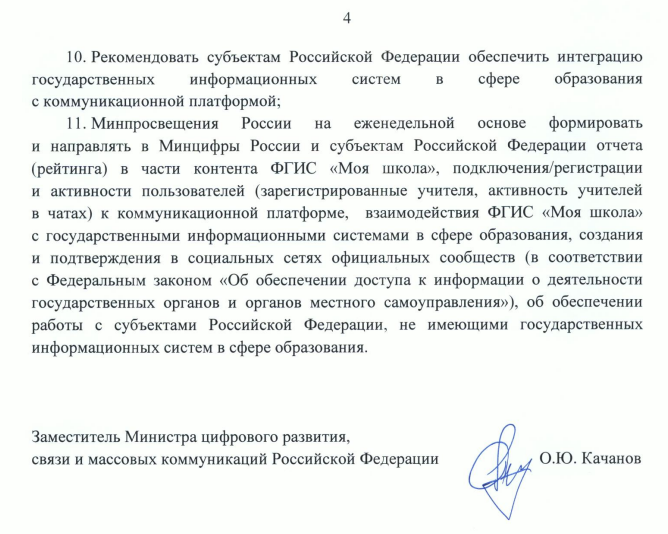 4
10. Рекомендовать субъектам Российской Федерации обеспечить интеграцию
государственных информационных систем в сфере образования
с коммуникационной платформой;
11. Минпросвещения России на еженедельной основе формировать
и направлять в Минцифры России и субъектам Российской Федерации отчета
(рейтинга) в части контента ФГИС «Моя школа», подключения/регистрации
и активности пользователей (зарегистрированные учителя, активность учителей
в чатах) к коммуникационной платформе, взаимодействия ФГИС «Моя школа»
с государственными информационными системами в сфере образования, создания
и подтверждения в социальных сетях официальных сообществ (в соответствии
с Федеральным законом «Об обеспечении доступа к информации о деятельности
государственных органов и органов местного самоуправления»), об обеспечении
работы с субъектами Российской Федерации, не имеющими государственных
информационных систем в сфере образования.
Заместитель Министра цифрового развития,
связи и массовых коммуникаций Российской Федерации
О.Ю. Качанов